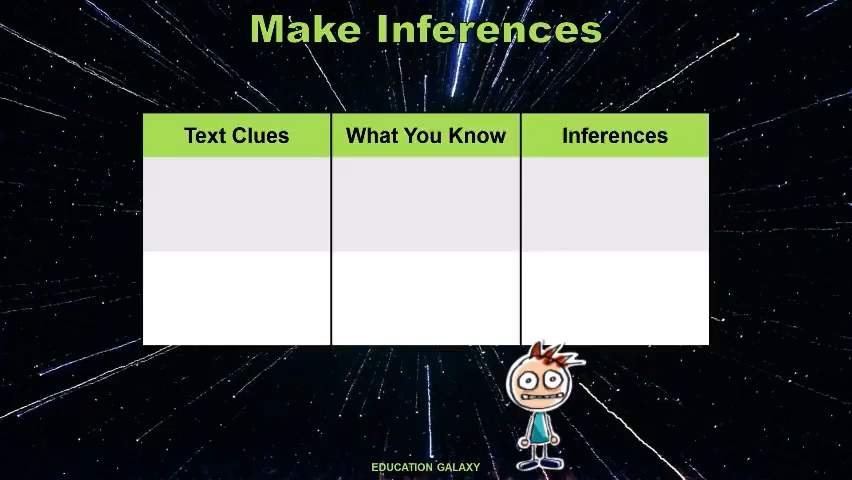 Make Inferences
Text Clues What You Know Inferences
EDUCATION GALAXY